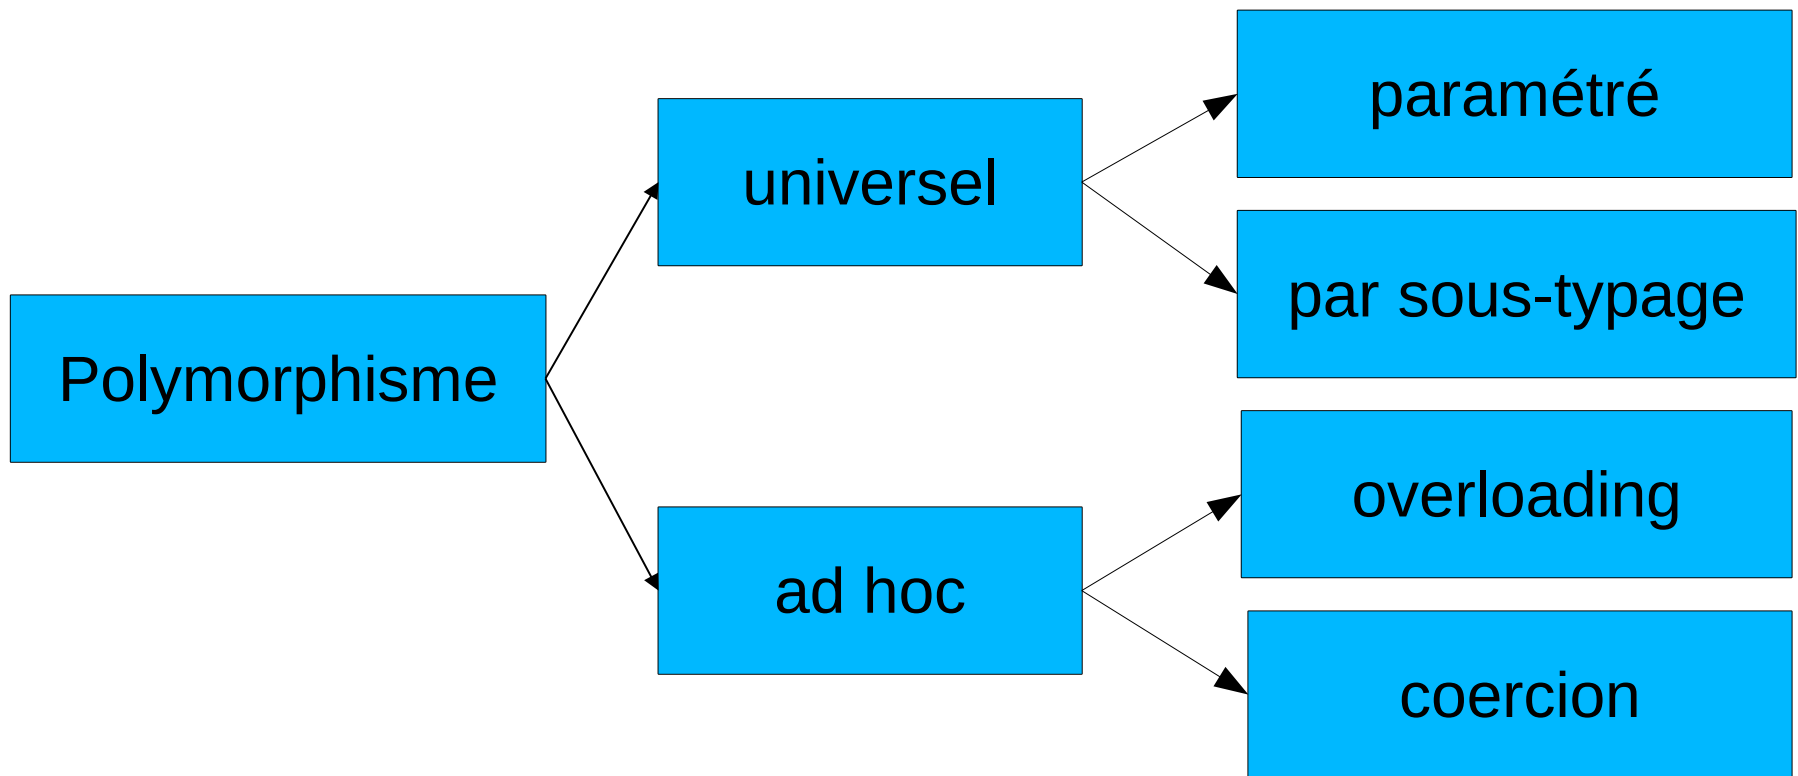 Polymorphisme
universel
ad hoc
paramétré
par sous-typage
overloading
coercion